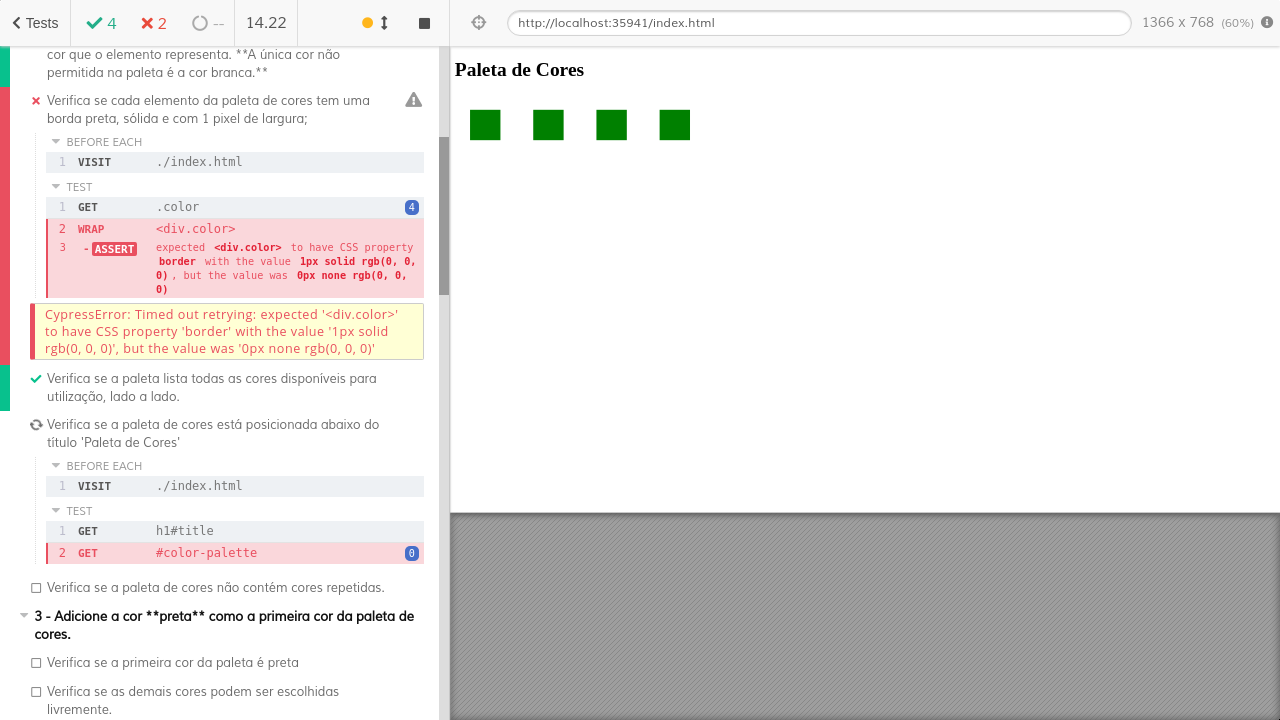 Tests 4 2 -- 14.22
http://localhost:35941/index.html 1366 x 768 (60%)
cor que o elemento representa. **A única cor não
permitida na paleta é a cor branca.**
Verifica se cada elemento da paleta de cores tem uma
borda preta, sólida e com 1 pixel de largura;
BEFORE EACH
1 VISIT ./index.html
TEST
1 GET .color 4
2 WRAP <div.color>
3 - ASSERT expected <div.color> to have CSS property
border with the value 1px solid rgb(0, 0,
0) , but the value was 0px none rgb(0, 0,
0)
CypressError: Timed out retrying: expected '<div.color>'
to have CSS property 'border' with the value '1px solid
rgb(0, 0, 0)', but the value was '0px none rgb(0, 0, 0)'
Verifica se a paleta lista todas as cores disponíveis para
utilização, lado a lado.
Verifica se a paleta de cores está posicionada abaixo do
título 'Paleta de Cores'
BEFORE EACH
1 VISIT ./index.html
TEST
1 GET h1#title
2 GET #color-palette 0
Verifica se a paleta de cores não contém cores repetidas.
3 - Adicione a cor **preta** como a primeira cor da paleta de
cores.
Verifica se a primeira cor da paleta é preta
Verifica se as demais cores podem ser escolhidas
livremente.
Paleta de Cores